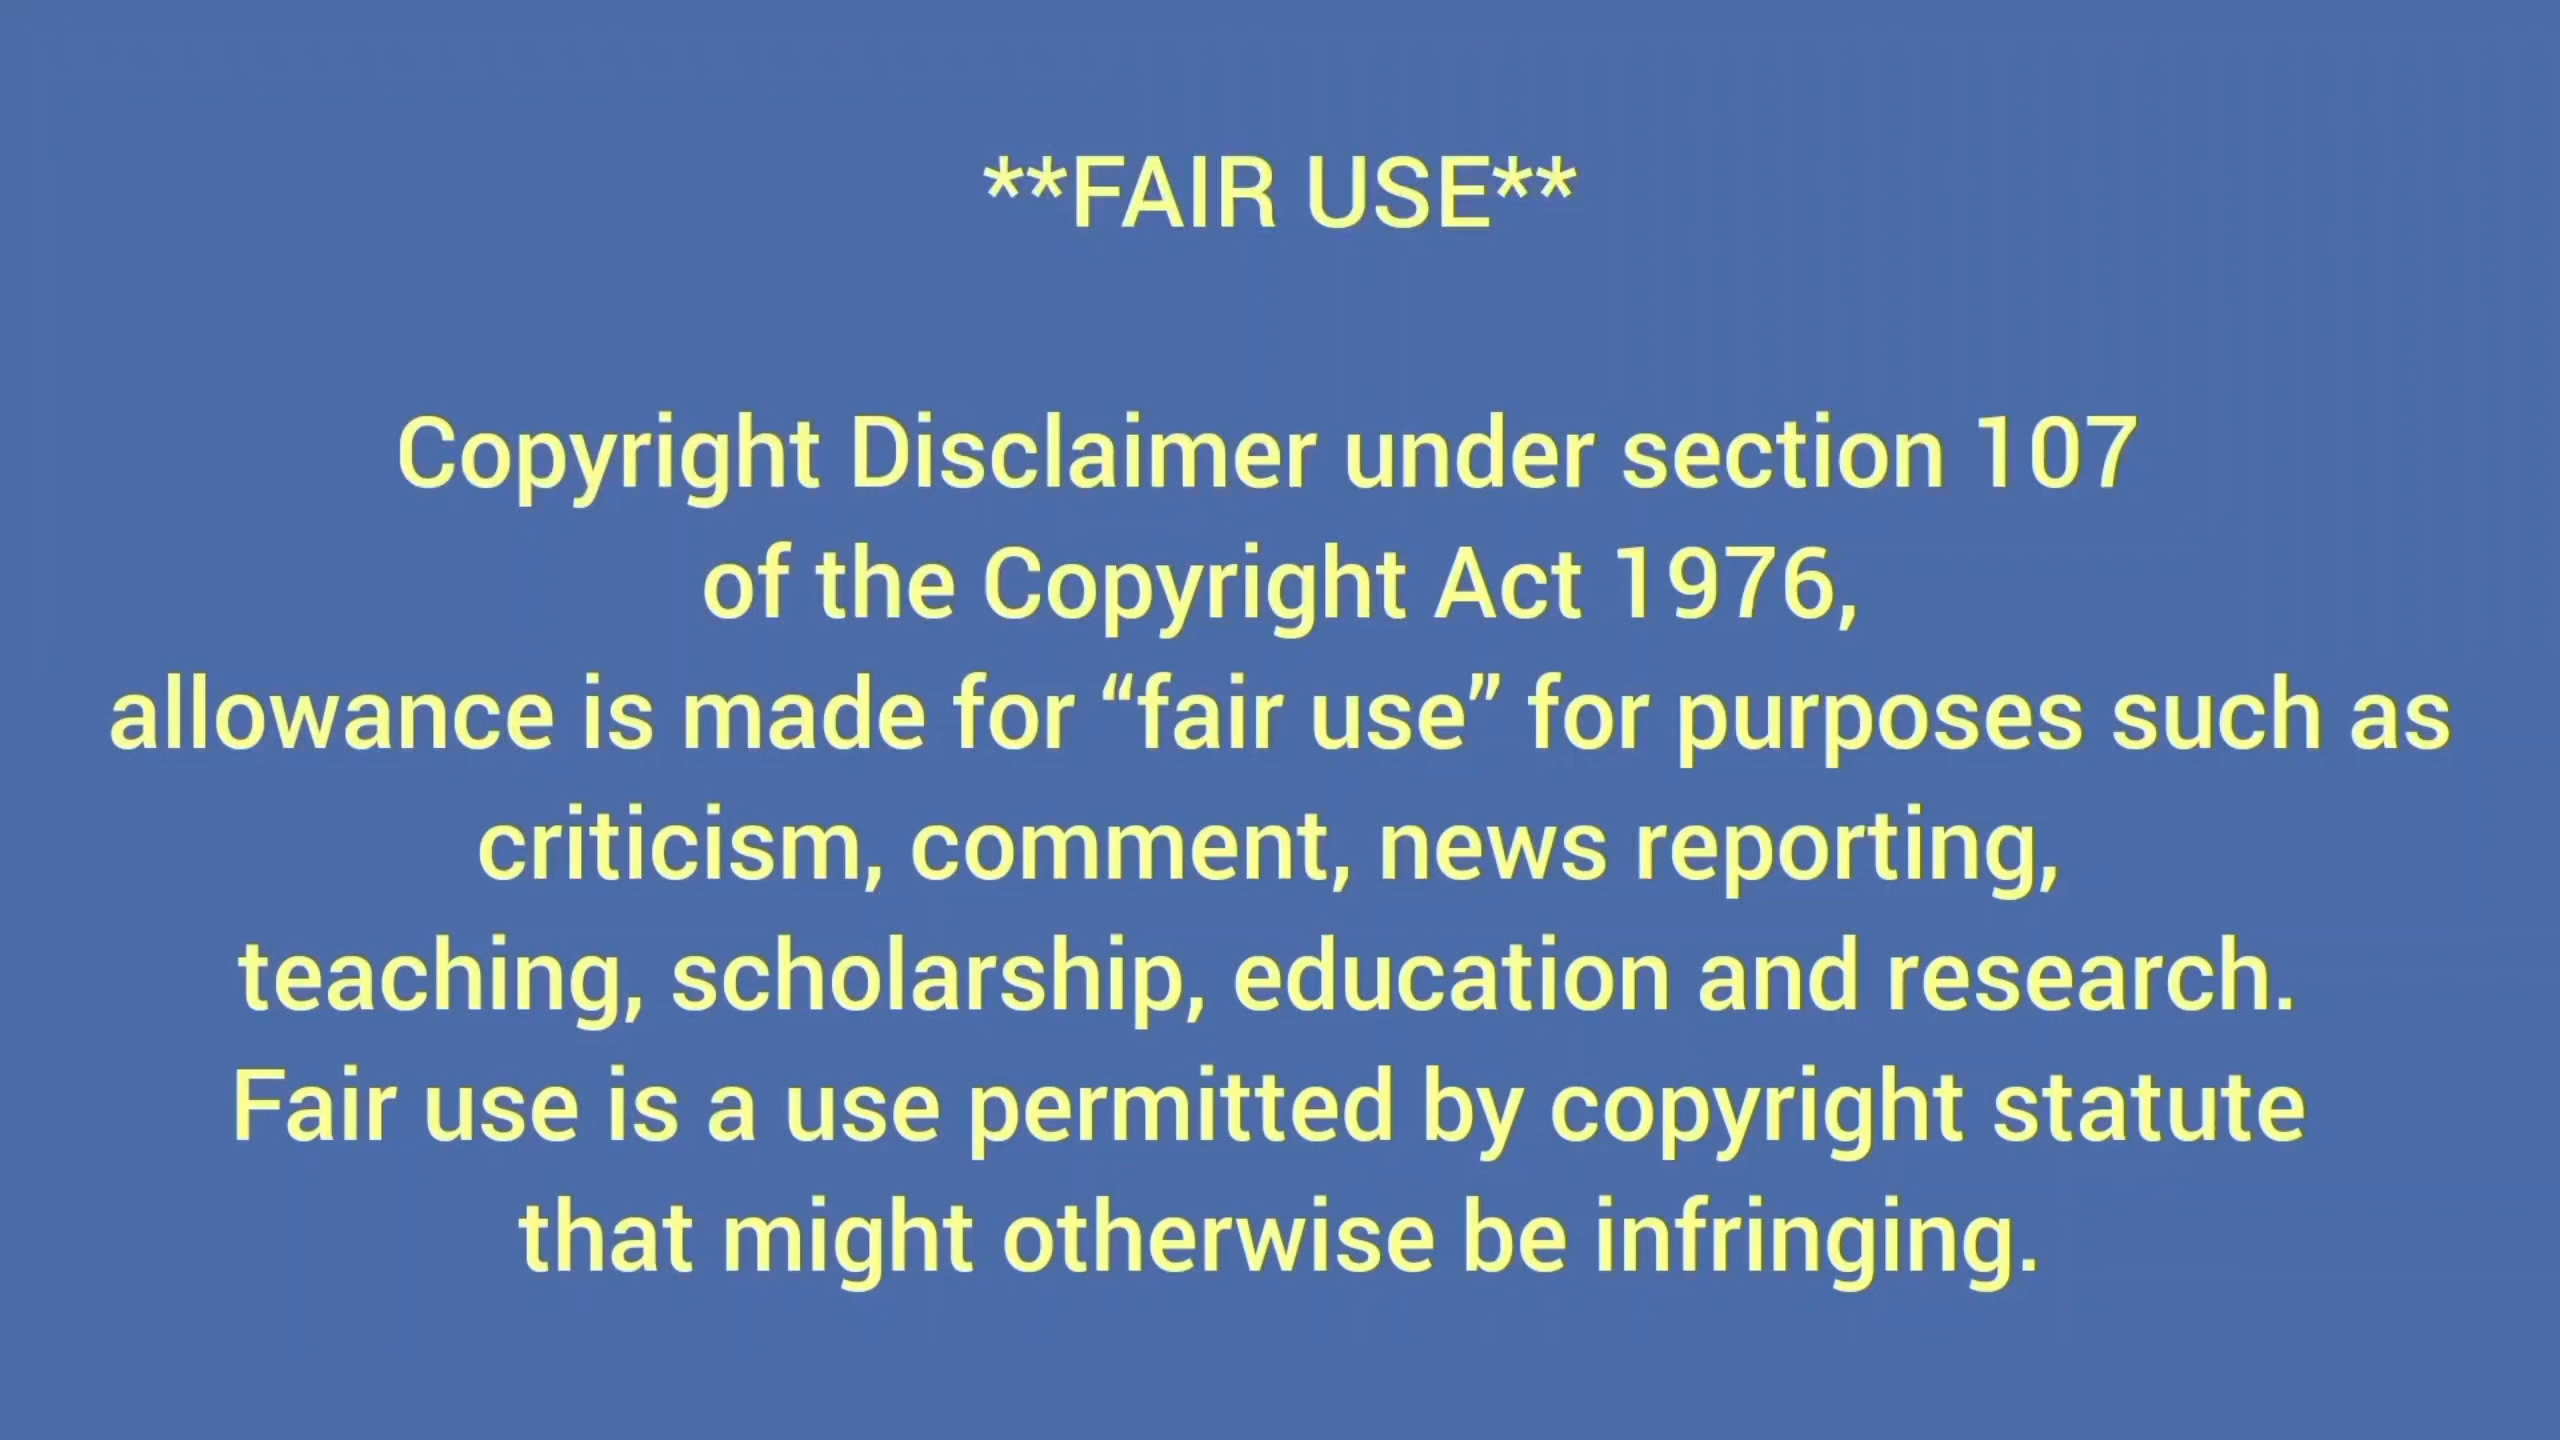 **FAIR USE**
Copyright Disclaimer under section 107
of the Copyright Act 1976,
allowance is made for “fair use” for purposes such as
criticism, comment, news reporting,
teaching, scholarship, education and research.
Fair use is a use permitted by copyright statute
that might otherwise be infringing.